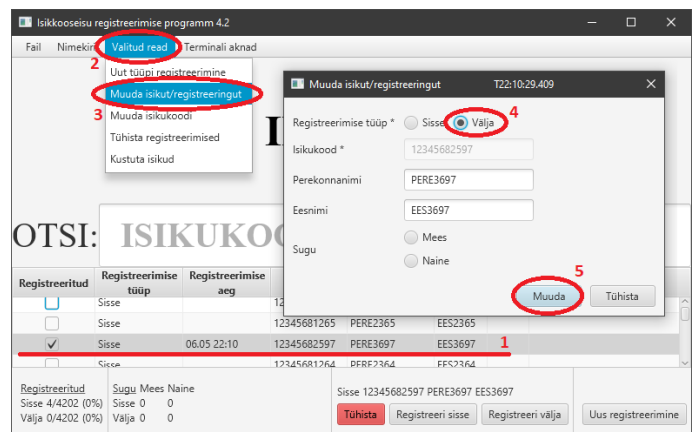 Isikkooseisu registreerimise programm 4.2
Fail Nimekiri Valitud read Terminali aknad
2
Uut tüüpi registreerimine
Muuda isikut/registreeringut
3 Muuda isikukoodi
Tühista registreerimised
Kustuta isikud
Muuda isikut/registreeringut T22:10:29.409
Registreerimise tüüp * Sisse Välja 4
Isikukood * 12345682597
Perekonnanimi PERE3697
Eesnimi EES3697
Sugu Mees
Naine
5
Muuda Tühista
OTSI: ISIKUKOO
Registreeritud Registreerimise tüüp Registreerimise aeg
Sisse 12
Sisse 12345681265 PERE2365 EES2365
Sisse 06.05 22:10 12345682597 PERE3697 EES3697 1
Sisse 12345681264 PERE2364 EES2364
Registreeritud Sugu Mees Naine Sisse 12345682597 PERE3697 EES3697
Sisse 4/4202 (0%) Sisse 0 0
Välja 0/4202 (0%) Välja 0 0
Tühista Registreeri sisse Registreeri välja Uus registreerimine